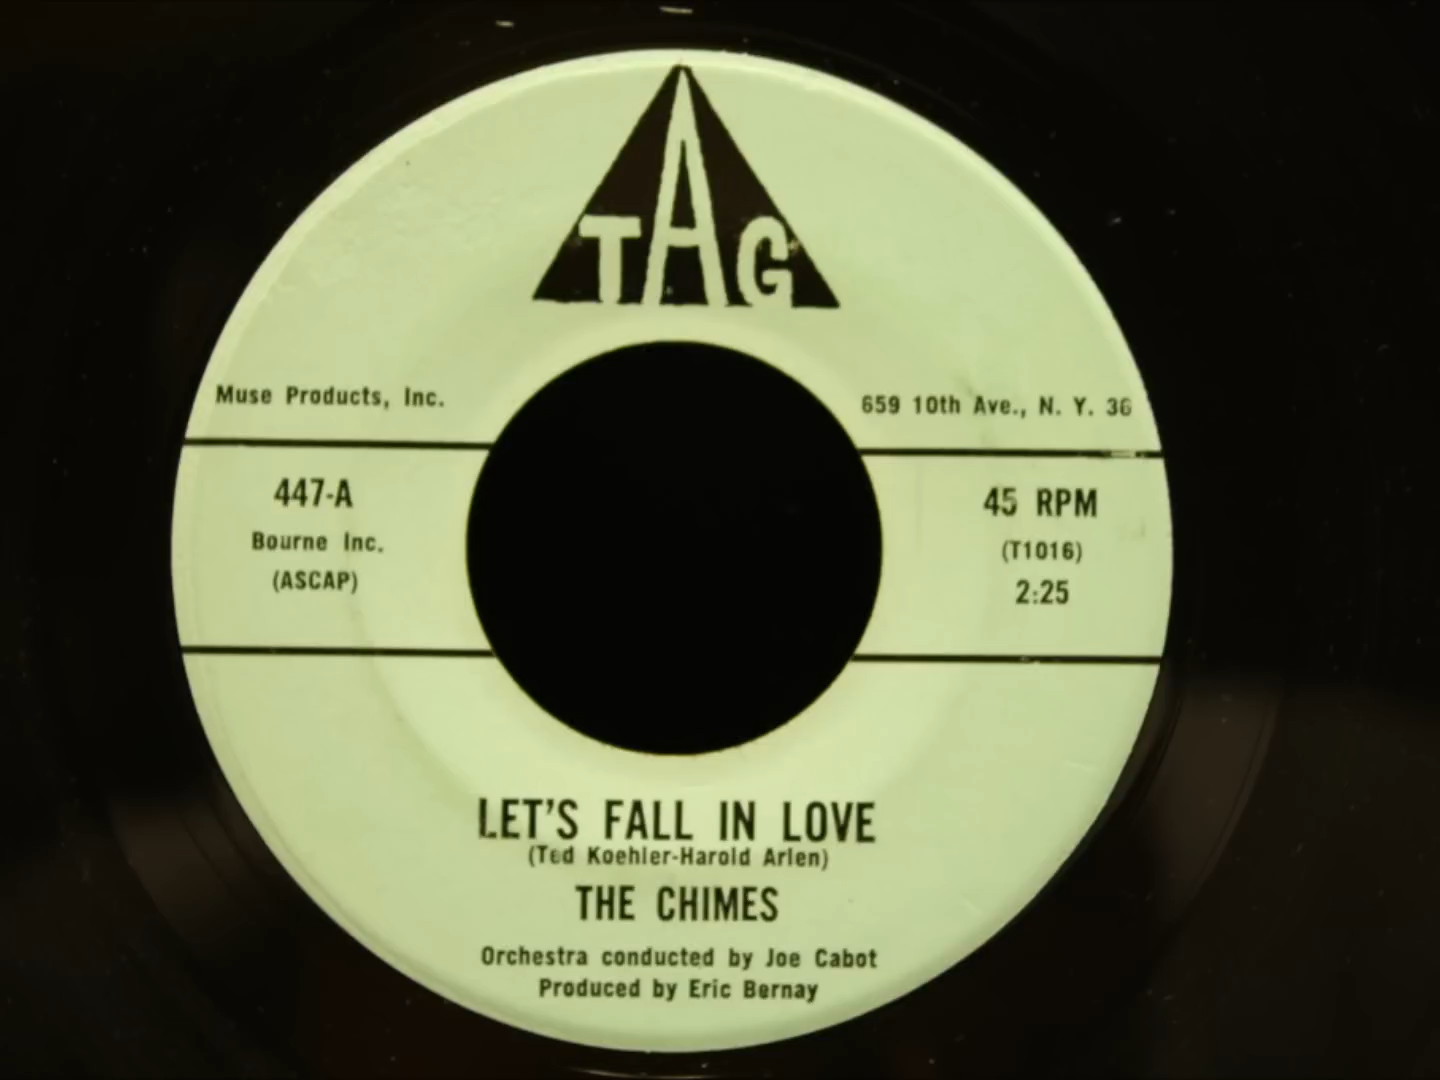 TAG
Muse Products, Inc.
659 10th Ave., N. Y. 36
447-A
Bourne Inc.
(ASCAP)
45 RPM
(T1016)
2:25
LET'S FALL IN LOVE
(Ted Koehler-Harold Arlen)
THE CHIMES
Orchestra conducted by Joe Cabot
Produced by Eric Bernay